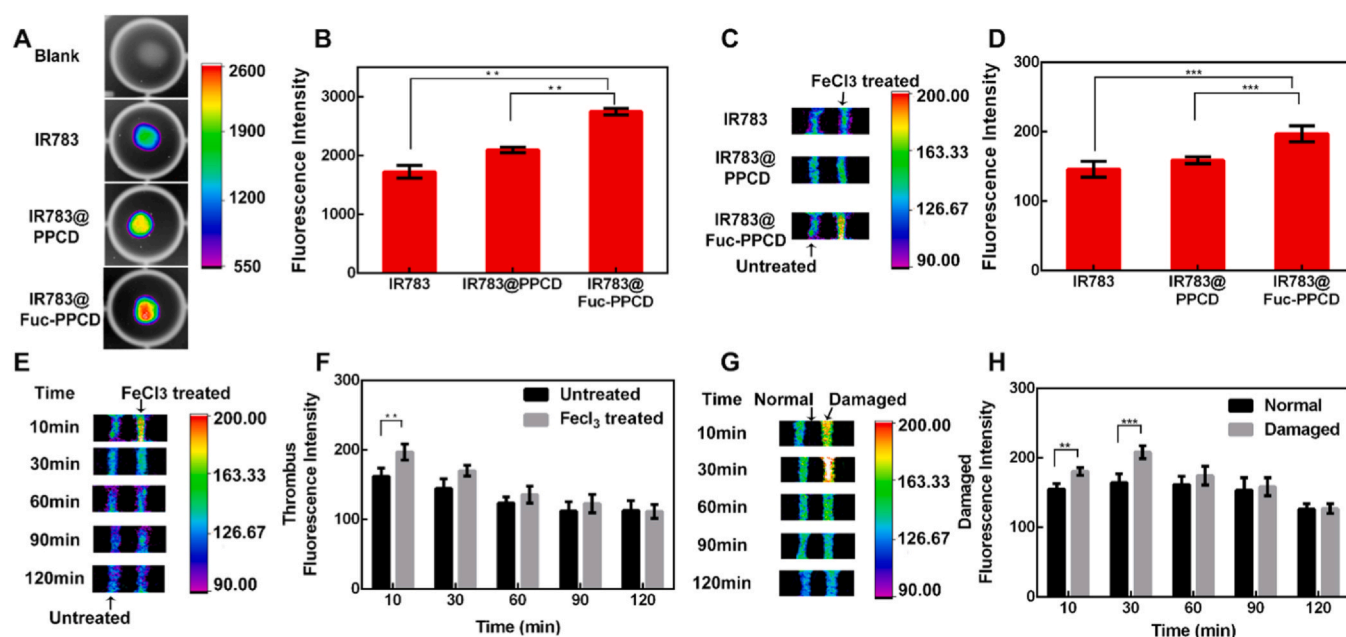 A
Blank
IR783
IR783@
PPCD
IR783@
Fuc-PPCD
2600
1900
1200
550
B
Fluorescence Intensity
3000
2000
1000
0
**
**
IR783
IR783@PPCD
IR783@
Fuc-PPCD
C
FeCl3 treated
IR783
IR783@
PPCD
IR783@
Fuc-PPCD
Untreated
200.00
163.33
126.67
90.00
D
Fluorescence Intensity
300
200
100
0
***
***
IR783
IR783@
PPCD
IR783@
Fuc-PPCD
E
Time
FeCl3 treated
10min
30min
60min
90min
120min
Untreated
200.00
163.33
126.67
90.00
F
Thrombus
Fluorescence Intensity
300
200
100
0
**
Untreated
Fecl3 treated
10
30
60
90
120
Time (min)
G
Time
Normal
Damaged
10min
30min
60min
90min
120min
200.00
163.33
126.67
90.00
H
Damaged
Fluorescence Intensity
300
200
100
0
**
***
Normal
Damaged
10
30
60
90
120
Time (min)